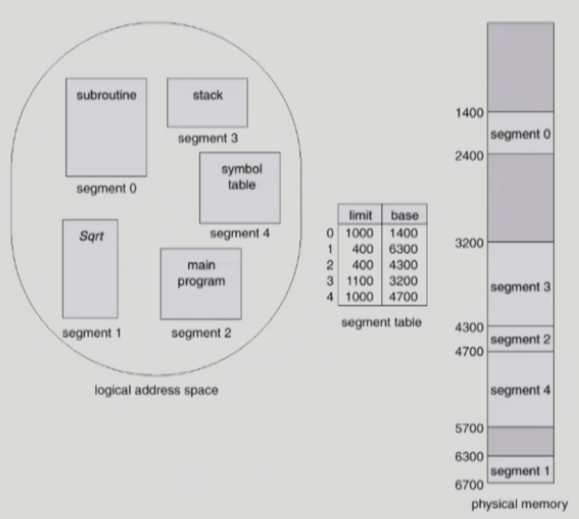 subroutine
segment 0
stack
segment 3
symbol
table
segment 4
Sqrt
segment 1
main
program
segment 2
logical address space
limit base
0 1000 1400
1 400 6300
2 400 4300
3 1100 3200
4 1000 4700
segment table
1400
segment 0
2400
3200
segment 3
4300
segment 2
4700
segment 4
5700
6300
segment 1
6700
physical memory